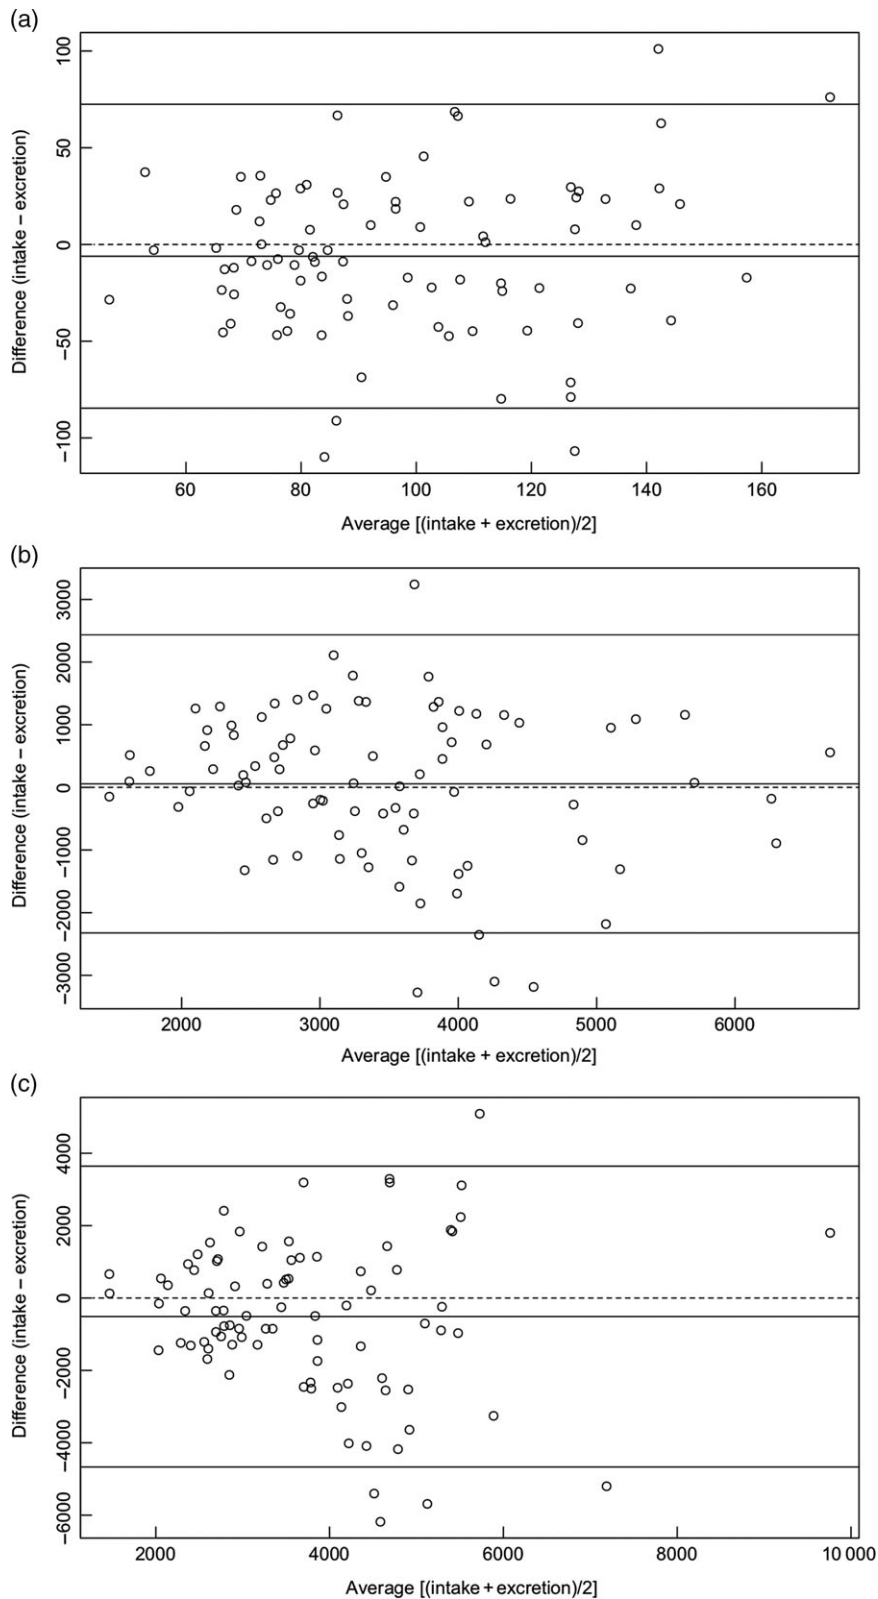 (a)
100
50
0
−50
−100
Difference (intake − excretion)
60 80 100 120 140 160
Average [(intake + excretion)/2]
(b)
3000
2000
1000
0
−1000
−2000
−3000
Difference (intake − excretion)
2000 3000 4000 5000 6000
Average [(intake + excretion)/2]
(c)
4000
2000
0
−2000
−4000
−6000
Difference (intake − excretion)
2000 4000 6000 8000 10 000
Average [(intake + excretion)/2]